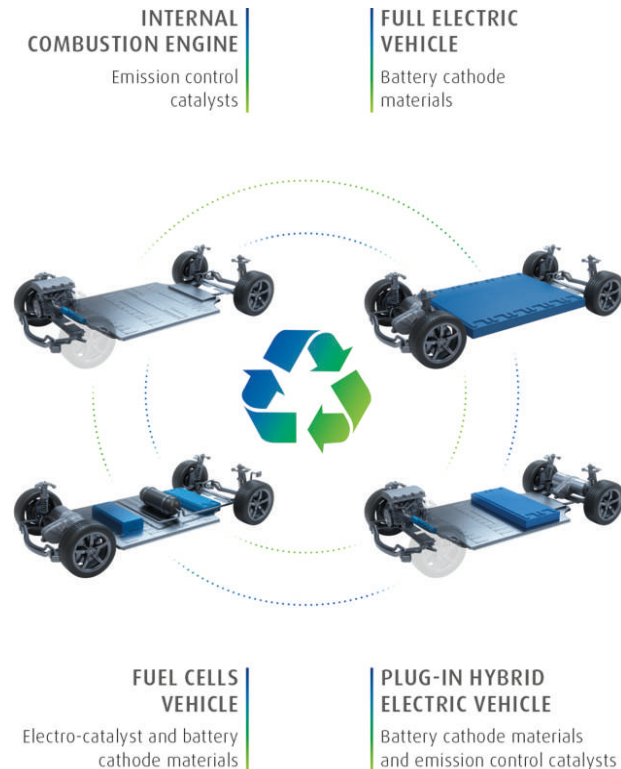 INTERNAL
COMBUSTION ENGINE
Emission control
catalysts
FULL ELECTRIC
VEHICLE
Battery cathode
materials
FUEL CELLS
VEHICLE
Electro-catalyst and battery
cathode materials
PLUG-IN HYBRID
ELECTRIC VEHICLE
Battery cathode materials
and emission control catalysts